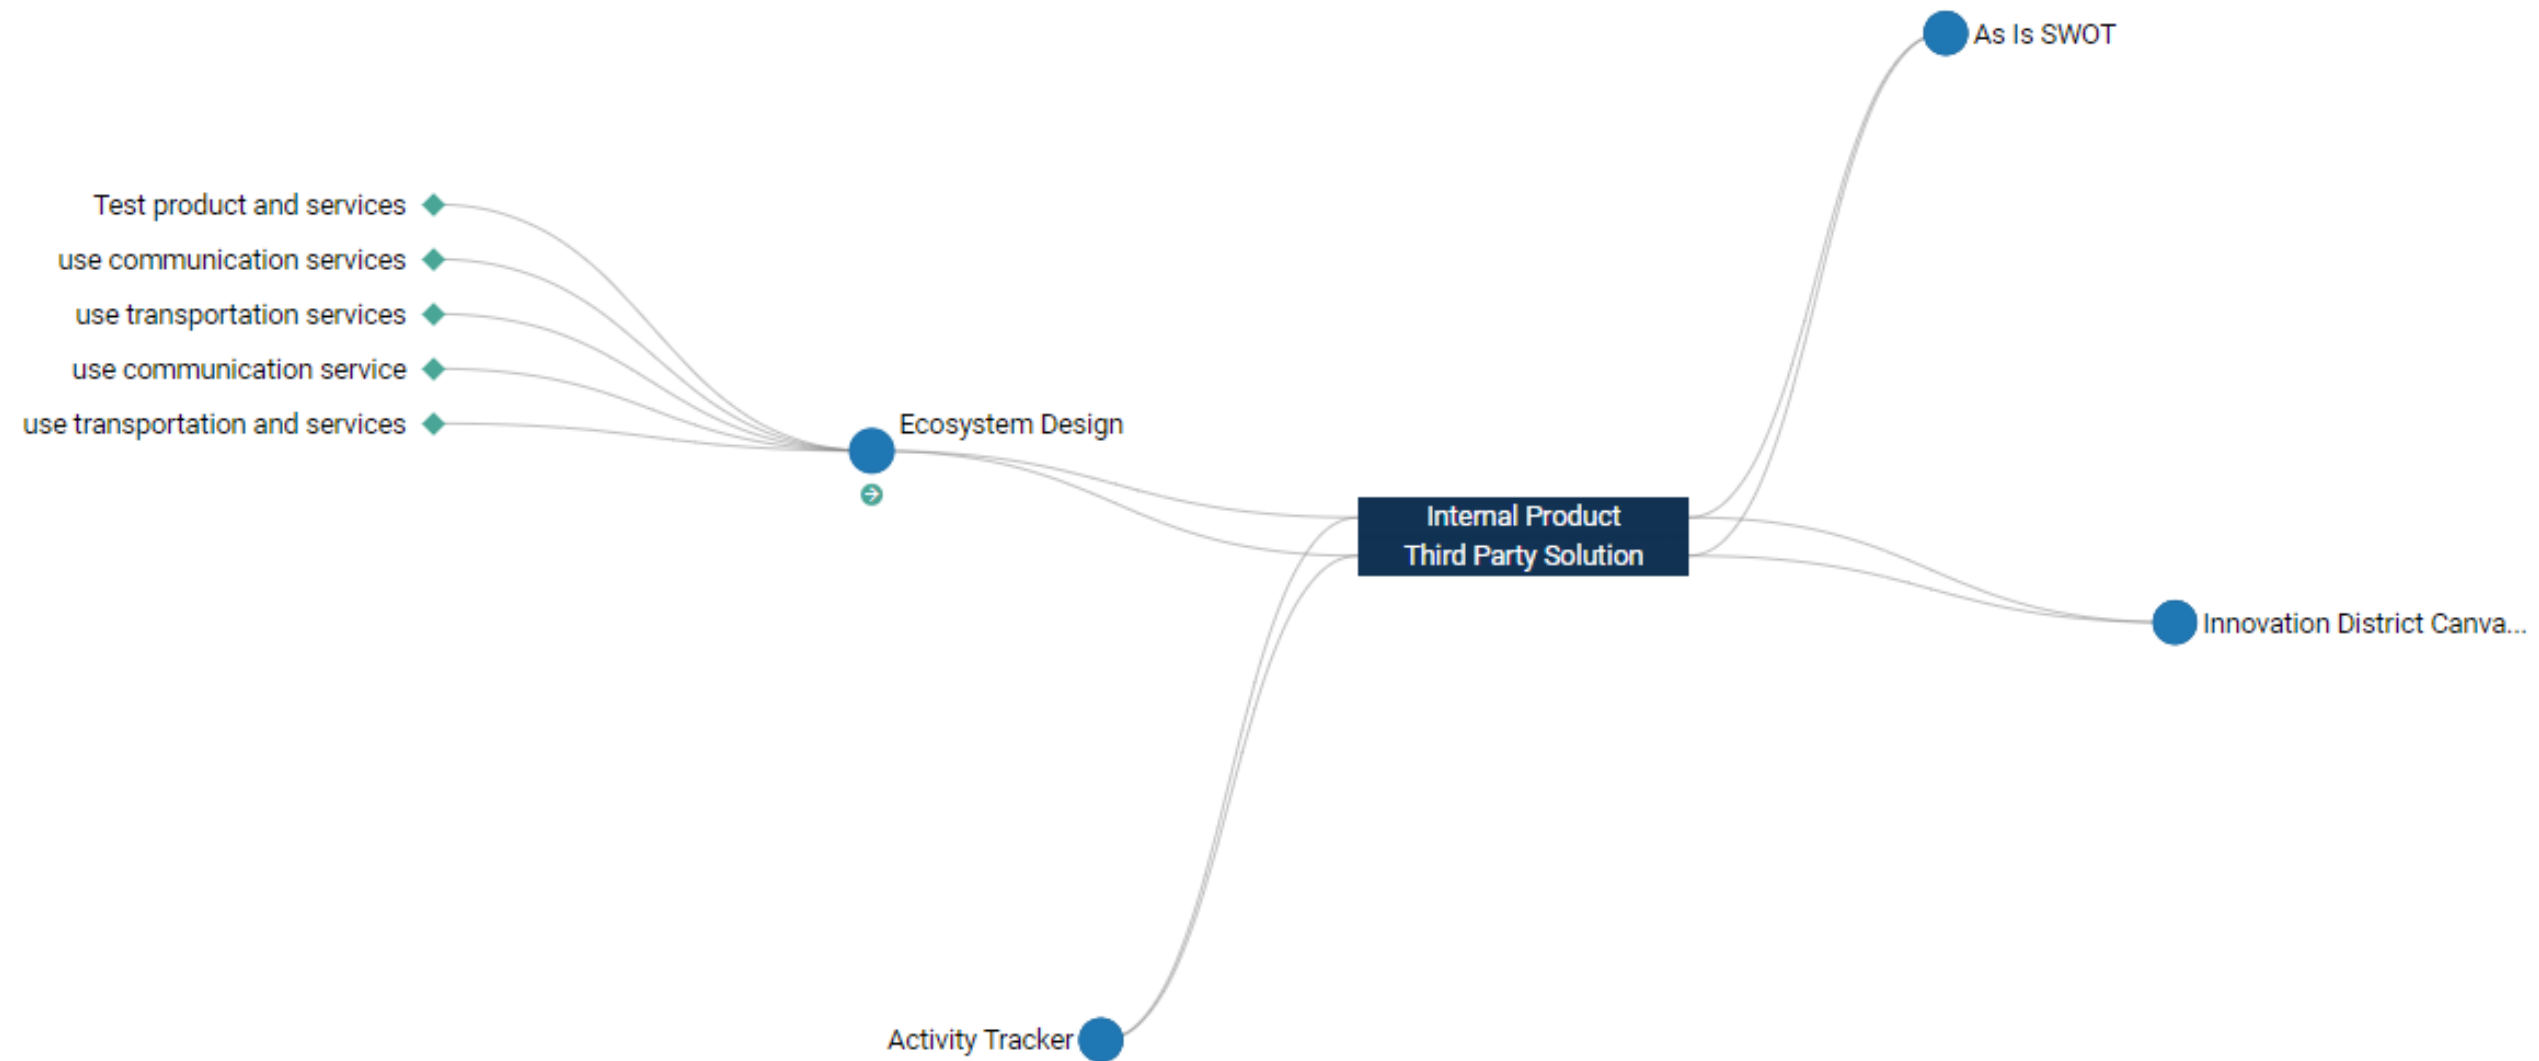 As Is SWOT
Test product and services
use communication services
use transportation services
use communication service
use transportation and services
Ecosystem Design
Internal Product
Third Party Solution
Innovation District Canva...
Activity Tracker